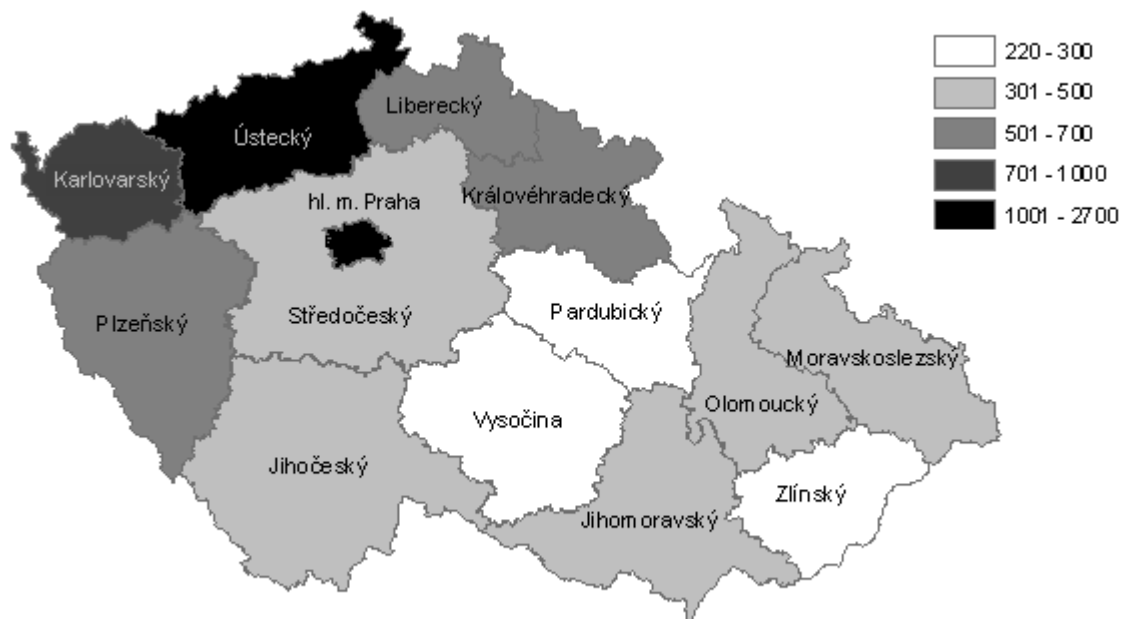 220 - 300
301 - 500
501 - 700
701 - 1000
1001 - 2700
Liberecký
Ústecký
Karlovarský
Královéhradecký
hl. m. Praha
Pardubický
Středočeský
Plzeňský
Moravskoslezský
Olomoucký
Vysočina
Jihočeský
Zlínský
Jihomoravský